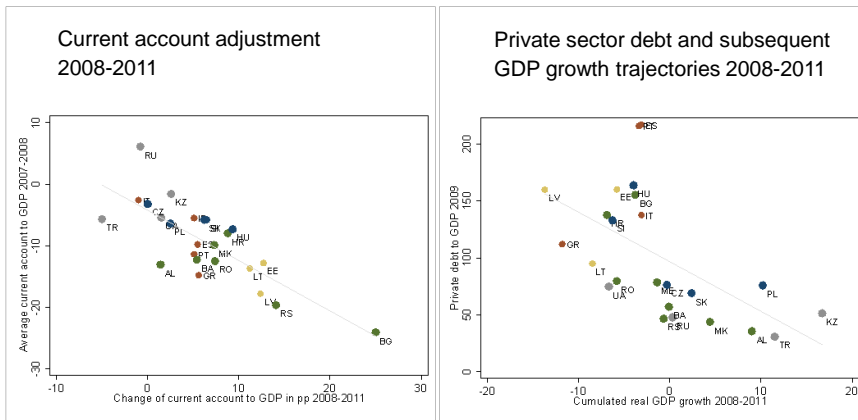 Current account adjustment
2008-2011
Average current account to GDP 2007-2008
10
0
-10
-20
-30
RU
KZ
IT
CZ
TR
UA
PL
SI
SK
HU
HR
ES
MK
PT
AL
BA
RO
GR
EE
LT
LV
RS
BG
-10
0
10
20
30
Change of current account to GDP in pp 2008-2011
Private sector debt and subsequent
GDP growth trajectories 2008-2011
Private debt to GDP 2009
200
150
100
50
0
PT
ES
LV
EE
HU
BG
HR
SI
IT
GR
LT
RO
UA
ME
CZ
SK
PL
BA
RS
RU
MK
KZ
AL
TR
-20
-10
0
10
20
Cumulated real GDP growth 2008-2011